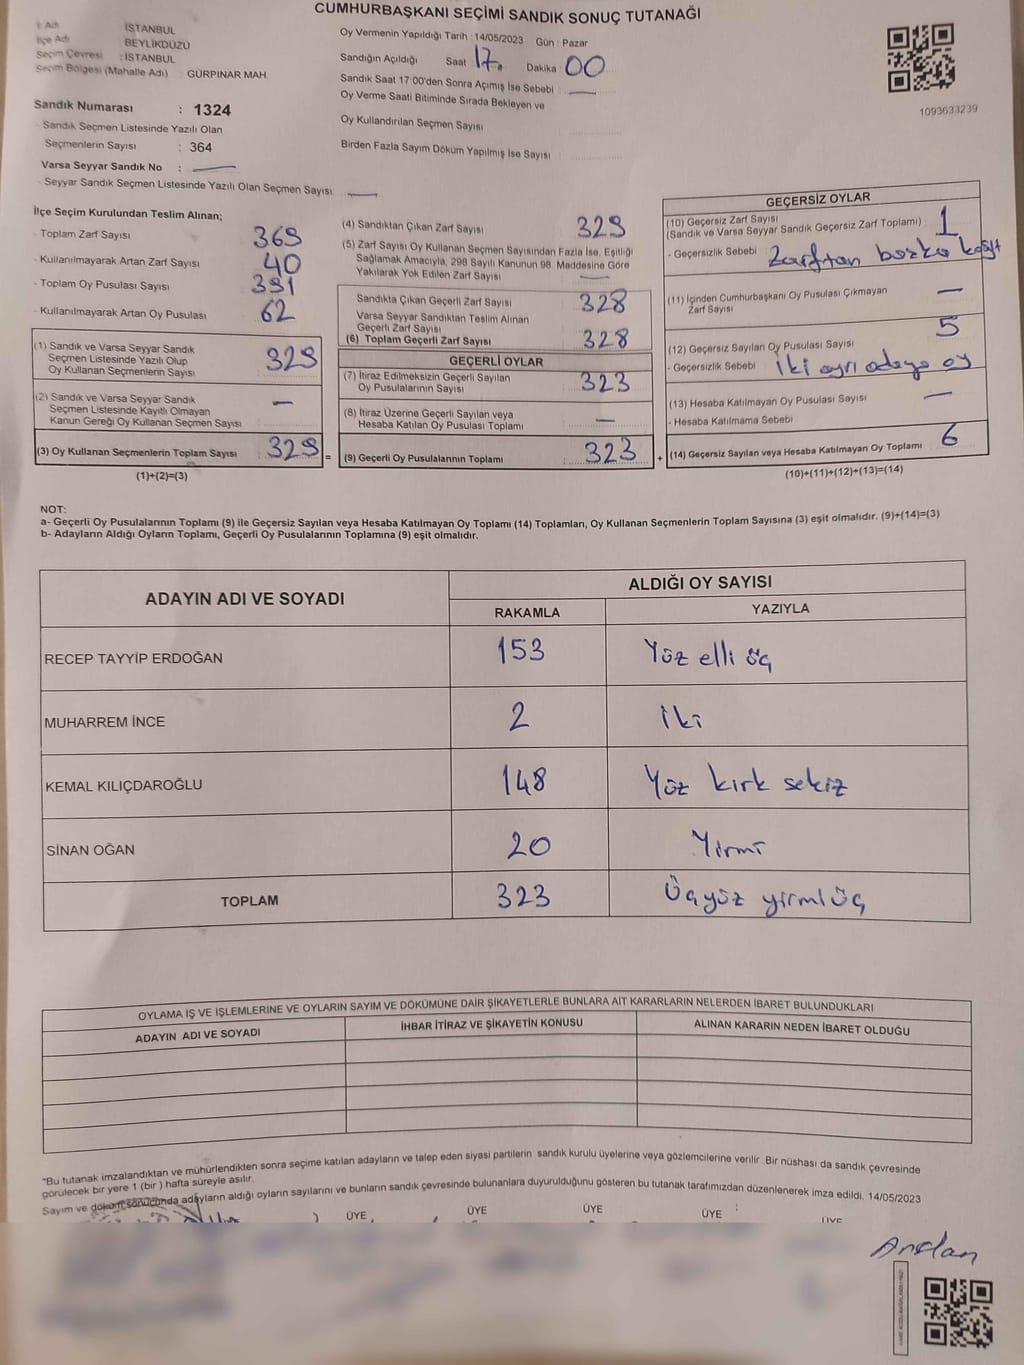 CUMHURBAŞKANI SEÇİMİ SANDIK SONUÇ TUTANAĞI
İl Adı İSTANBUL
İlçe Adı BEYLİKDÜZÜ
Seçim Çevresi : İSTANBUL
Seçim Bölgesi (Mahalle Adı) : GÜRPINAR MAH.
Sandık Numarası : 1324
- Sandık Seçmen Listesinde Yazılı Olan
Seçmenlerin Sayısı : 364
Varsa Seyyar Sandık No : —
- Seyyar Sandık Seçmen Listesinde Yazılı Olan Seçmen Sayısı: —
Oy Vermenin Yapıldığı Tarih : 14/05/2023 Gün : Pazar
Sandığın Açıldığı Saat 17. Dakika 00
Sandık Saat 17:00'den Sonra Açımış İse Sebebi : —
Oy Verme Saati Bitiminde Sırada Bekleyen ve
Oy Kullandırılan Seçmen Sayısı
Birden Fazla Sayım Döküm Yapılmış İse Sayısı
1093633239
İlçe Seçim Kurulundan Teslim Alınan;
- Toplam Zarf Sayısı 369
- Kullanılmayarak Artan Zarf Sayısı : 40
- Toplam Oy Pusulası Sayısı : 391
- Kullanılmayarak Artan Oy Pusulası : 62
(1) Sandık ve Varsa Seyyar Sandık
Seçmen Listesinde Yazılı Olup
Oy Kullanan Seçmenlerin Sayısı : 329
(2) Sandık ve Varsa Seyyar Sandık
Seçmen Listesinde Kayıtlı Olmayan
Kanun Gereği Oy Kullanan Seçmen Sayısı : —
(3) Oy Kullanan Seçmenlerin Toplam Sayısı : 329 =
(1)+(2)=(3)
(4) Sandıktan Çıkan Zarf Sayısı : 329
(5) Zarf Sayısı Oy Kullanan Seçmen Sayısından Fazla İse, Eşitliği
Sağlamak Amacıyla, 298 Sayılı Kanunun 98. Maddesine Göre
Yakılarak Yok Edilen Zarf Sayısı : —
Sandıkta Çıkan Geçerli Zarf Sayısı : 328
Varsa Seyyar Sandıktan Teslim Alınan
Geçerli Zarf Sayısı
(6) Toplam Geçerli Zarf Sayısı : 328
GEÇERLİ OYLAR
(7) İtiraz Edilmeksizin Geçerli Sayılan
Oy Pusulalarının Sayısı : 323
(8) İtiraz Üzerine Geçerli Sayılan veya
Hesaba Katılan Oy Pusulası Toplamı : —
(9) Geçerli Oy Pusulalarının Toplamı : 323 +
GEÇERSİZ OYLAR
(10) Geçersiz Zarf Sayısı
(Sandık ve Varsa Seyyar Sandık Geçersiz Zarf Toplamı) : 1
- Geçersizlik Sebebi : Zarftan başka kağıt
(11) İçinden Cumhurbaşkanı Oy Pusulası Çıkmayan
Zarf Sayısı —
(12) Geçersiz Sayılan Oy Pusulası Sayısı 5
- Geçersizlik Sebebi : İki ayrı adaya oy
(13) Hesaba Katılmayan Oy Pusulası Sayısı —
- Hesaba Katılmama Sebebi
(14) Geçersiz Sayılan veya Hesaba Katılmayan Oy Toplamı 6
(10)+(11)+(12)+(13)=(14)
NOT:
a- Geçerli Oy Pusulalarının Toplamı (9) ile Geçersiz Sayılan veya Hesaba Katılmayan Oy Toplamı (14) Toplamları, Oy Kullanan Seçmenlerin Toplam Sayısına (3) eşit olmalıdır. (9)+(14)=(3)
b- Adayların Aldığı Oyların Toplamı, Geçerli Oy Pusulalarının Toplamına (9) eşit olmalıdır.
ADAYIN ADI VE SOYADI ALDIĞI OY SAYISI
RAKAMLA YAZIYLA
RECEP TAYYİP ERDOĞAN 153 Yüz elli üç
MUHARREM İNCE 2 İki
KEMAL KILIÇDAROĞLU 148 Yüz kırk sekiz
SİNAN OĞAN 20 Yirmi
TOPLAM 323 Üçyüz yirmi üç
OYLAMA İŞ VE İŞLEMLERİNE VE OYLARIN SAYIM VE DÖKÜMÜNE DAİR ŞİKAYETLERLE BUNLARA AİT KARARLARIN NELERDEN İBARET BULUNDUKLARI
ADAYIN ADI VE SOYADI İHBAR İTİRAZ VE ŞİKAYETİN KONUSU ALINAN KARARIN NEDEN İBARET OLDUĞU
"Bu tutanak imzalandıktan ve mühürlendikten sonra seçime katılan adayların ve talep eden siyasi partilerin sandık kurulu üyelerine veya gözlemcilerine verilir. Bir nüshası da sandık çevresinde
görülecek bir yere 1 (bir) hafta süreyle asılır.
Sayım ve döküm sonucunda adayların aldığı oyların sayılarını ve bunların sandık çevresinde bulunanlara duyurulduğunu gösteren bu tutanak tarafımızdan düzenlenerek imza edildi. 14/05/2023
ÜYE ÜYE ÜYE ÜYE ÜYE
Arslan